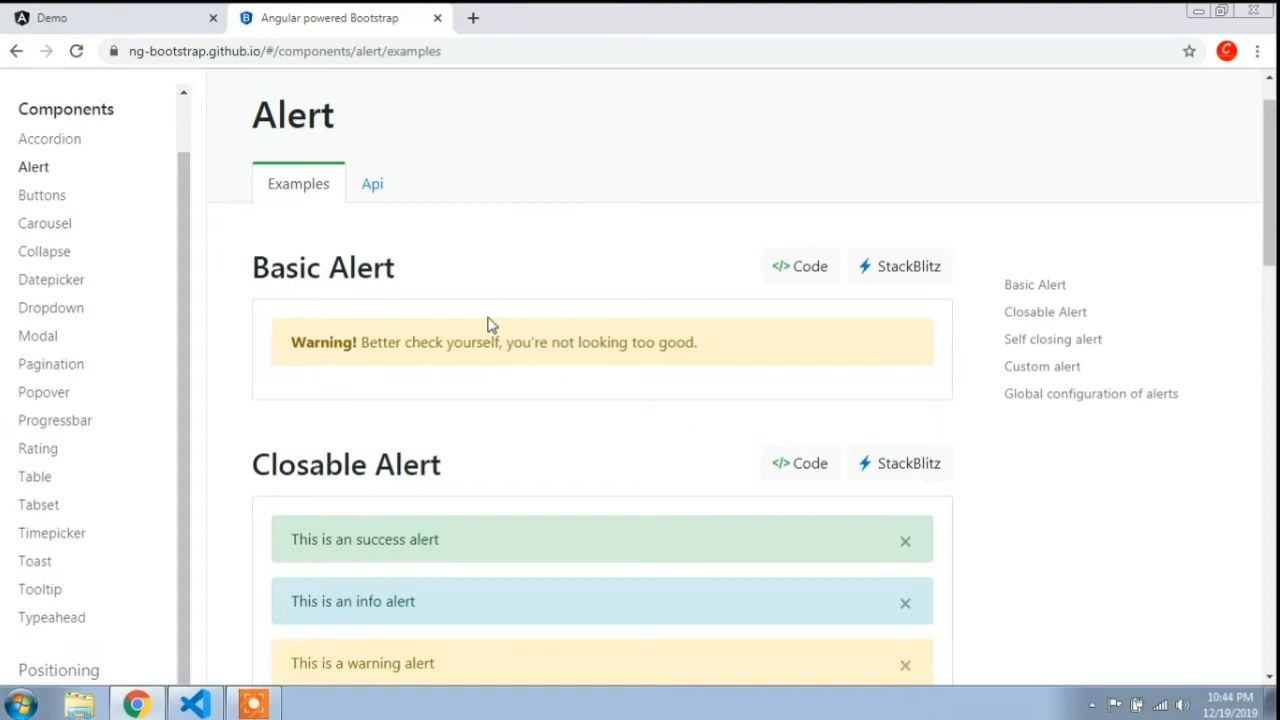 Demo
Angular powered Bootstrap
ng-bootstrap.github.io/#/components/alert/examples
Components
Accordion
Alert
Buttons
Carousel
Collapse
Datepicker
Dropdown
Modal
Pagination
Popover
Progressbar
Rating
Table
Tabset
Timepicker
Toast
Tooltip
Typeahead
Positioning
Alert
Examples
Api
Basic Alert
</> Code
StackBlitz
Warning! Better check yourself, you're not looking too good.
Closable Alert
</> Code
StackBlitz
This is an success alert
This is an info alert
This is a warning alert
Basic Alert
Closable Alert
Self closing alert
Custom alert
Global configuration of alerts
10:44 PM
12/19/2019